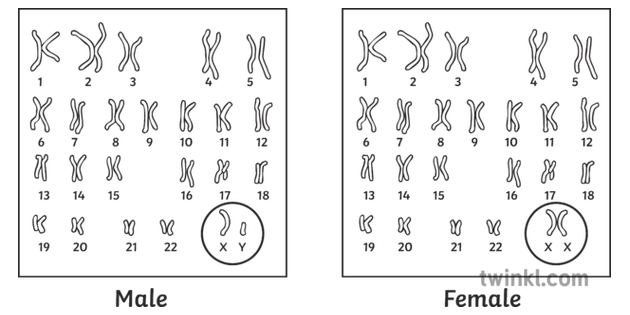 1 2 3 4 5
6 7 8 9 10 11 12
13 14 15 16 17 18
19 20 21 22 X Y
Male
1 2 3 4 5
6 7 8 9 10 11 12
13 14 15 16 17 18
19 20 21 22 X X
Female
twinkl.com